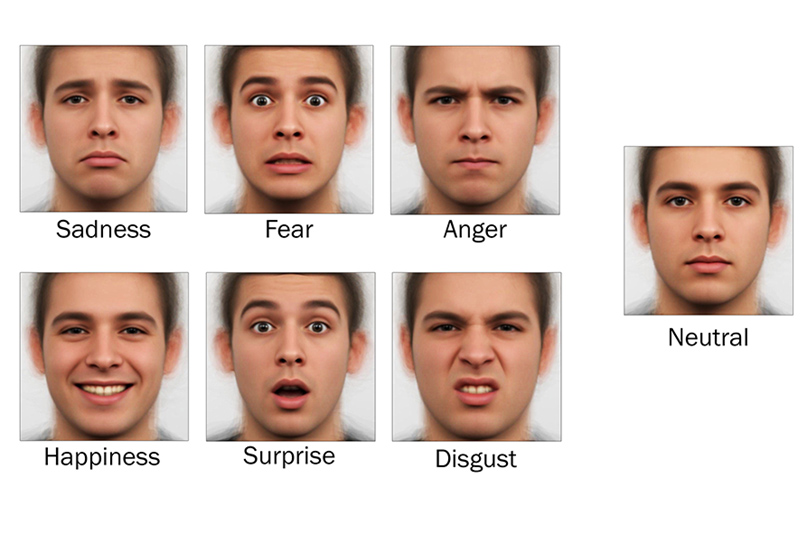 Sadness
Fear
Anger
Neutral
Happiness
Surprise
Disgust